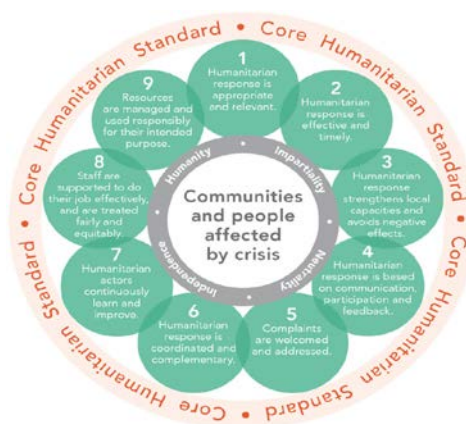 Core Humanitarian Standard • Core Humanitarian Standard • Core Humanitarian Standard • Core Humanitarian Standard •
1
Humanitarian
response is
appropriate
and relevant.
2
Humanitarian
response is
effective and
timely.
3
Humanitarian
response
strengthens local
capacities and
avoids negative
effects.
4
Humanitarian
response is based
on communication,
participation and
feedback.
5
Complaints
are welcomed
and addressed.
6
Humanitarian
response is
coordinated and
complementary.
7
Humanitarian
actors
continuously
learn and
improve.
8
Staff are
supported to do
their job effectively,
and are treated
fairly and
equitably.
9
Resources
are managed and
used responsibly
for their intended
purpose.
Humanity • Impartiality • Neutrality • Independence •
Communities
and people
affected
by crisis